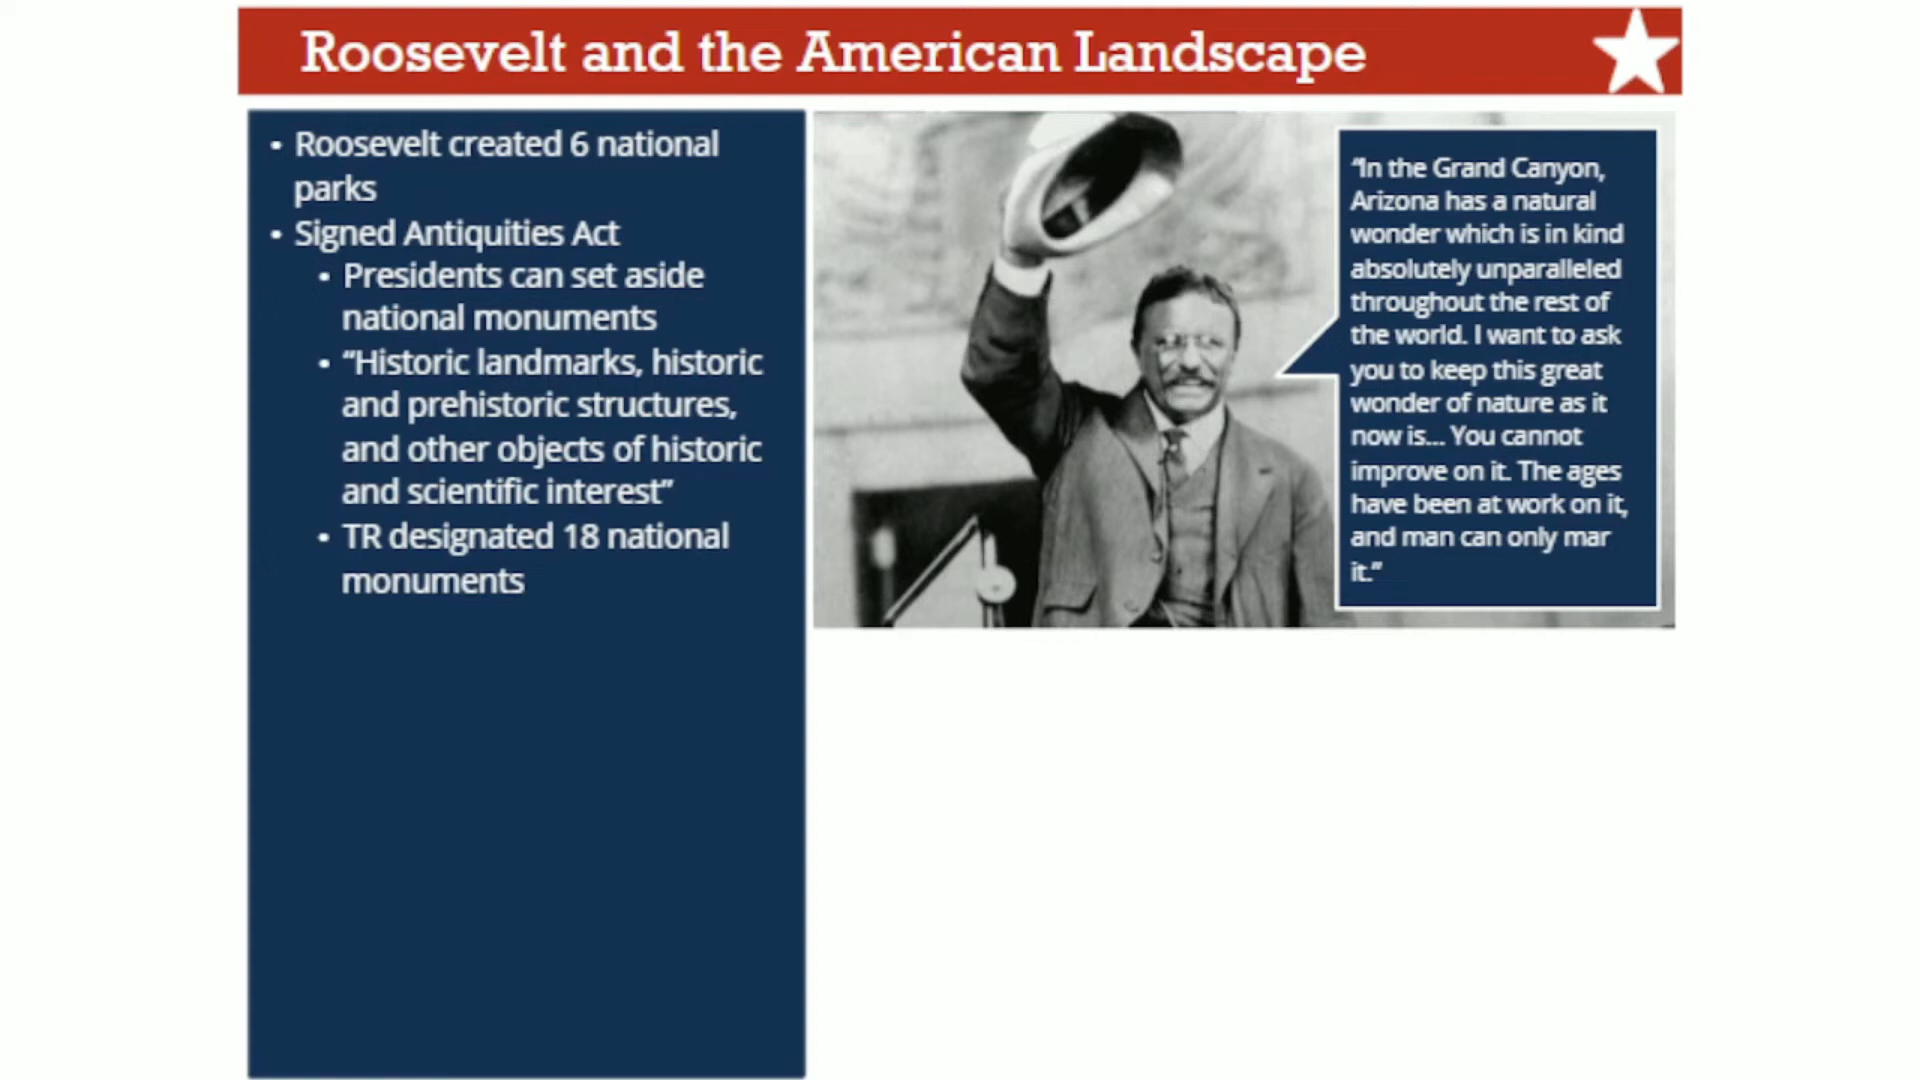 Roosevelt and the American Landscape
• Roosevelt created 6 national
parks
• Signed Antiquities Act
• Presidents can set aside
national monuments
• “Historic landmarks, historic
and prehistoric structures,
and other objects of historic
and scientific interest”
• TR designated 18 national
monuments
“In the Grand Canyon,
Arizona has a natural
wonder which is in kind
absolutely unparalleled
throughout the rest of
the world. I want to ask
you to keep this great
wonder of nature as it
now is... You cannot
improve on it. The ages
have been at work on it,
and man can only mar
it.”